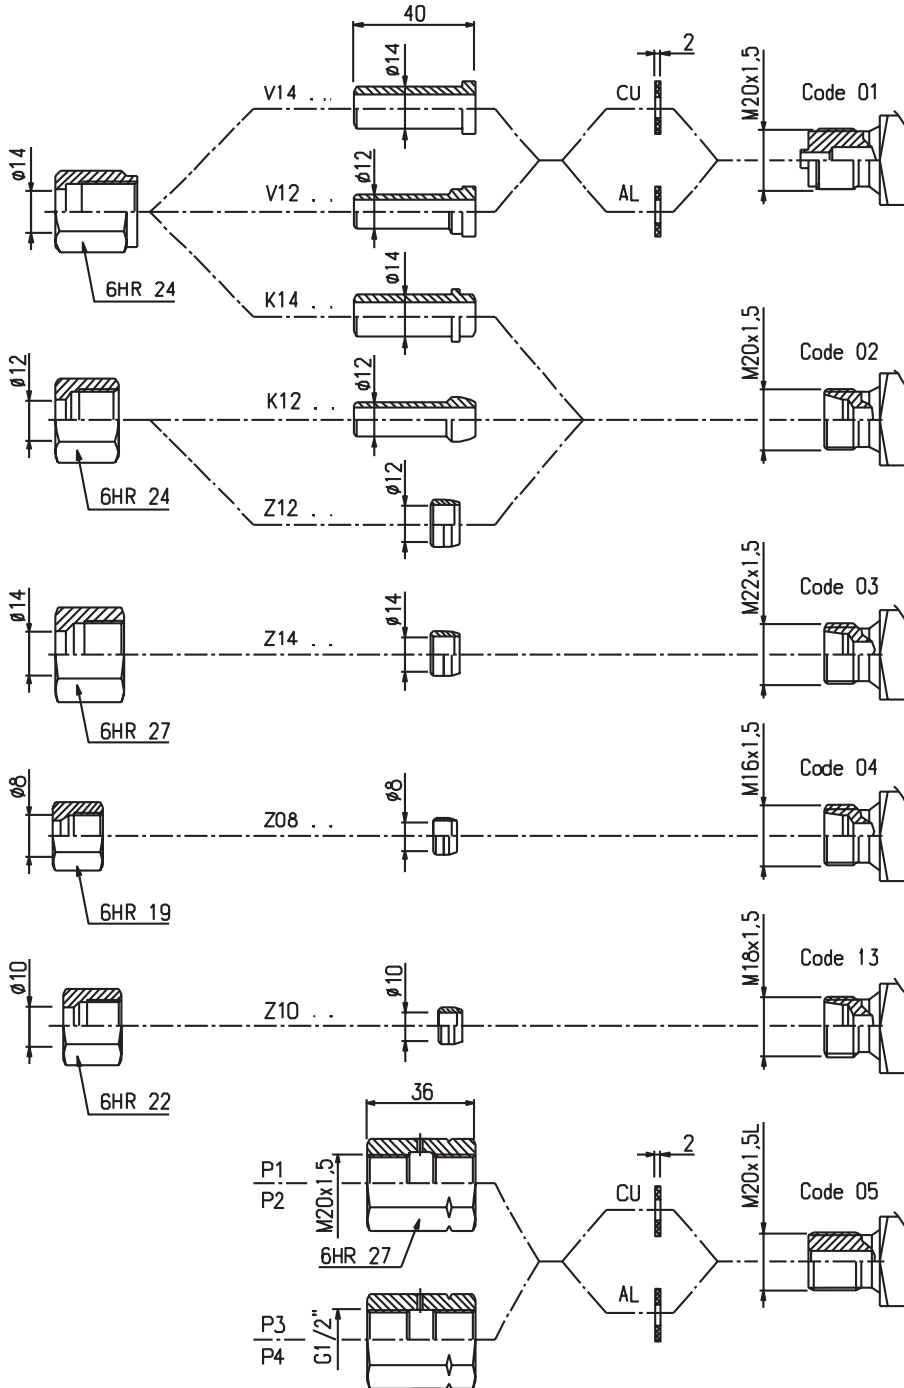 40
2
ø14
V14 . .
CU
M20x1,5
Code 01
ø14
ø12
V12 . .
AL
6HR 24
ø14
K14 . .
M20x1,5
Code 02
ø12
ø12
K12 . .
6HR 24
ø12
Z12 . .
M22x1,5
Code 03
ø14
ø14
Z14 . .
6HR 27
M16x1,5
Code 04
ø8
ø8
Z08 . .
6HR 19
M18x1,5
Code 13
ø10
ø10
Z10 . .
6HR 22
36
2
P1
P2
M20x1,5
CU
M20x1,5L
Code 05
6HR 27
AL
P3
P4
G1/2"